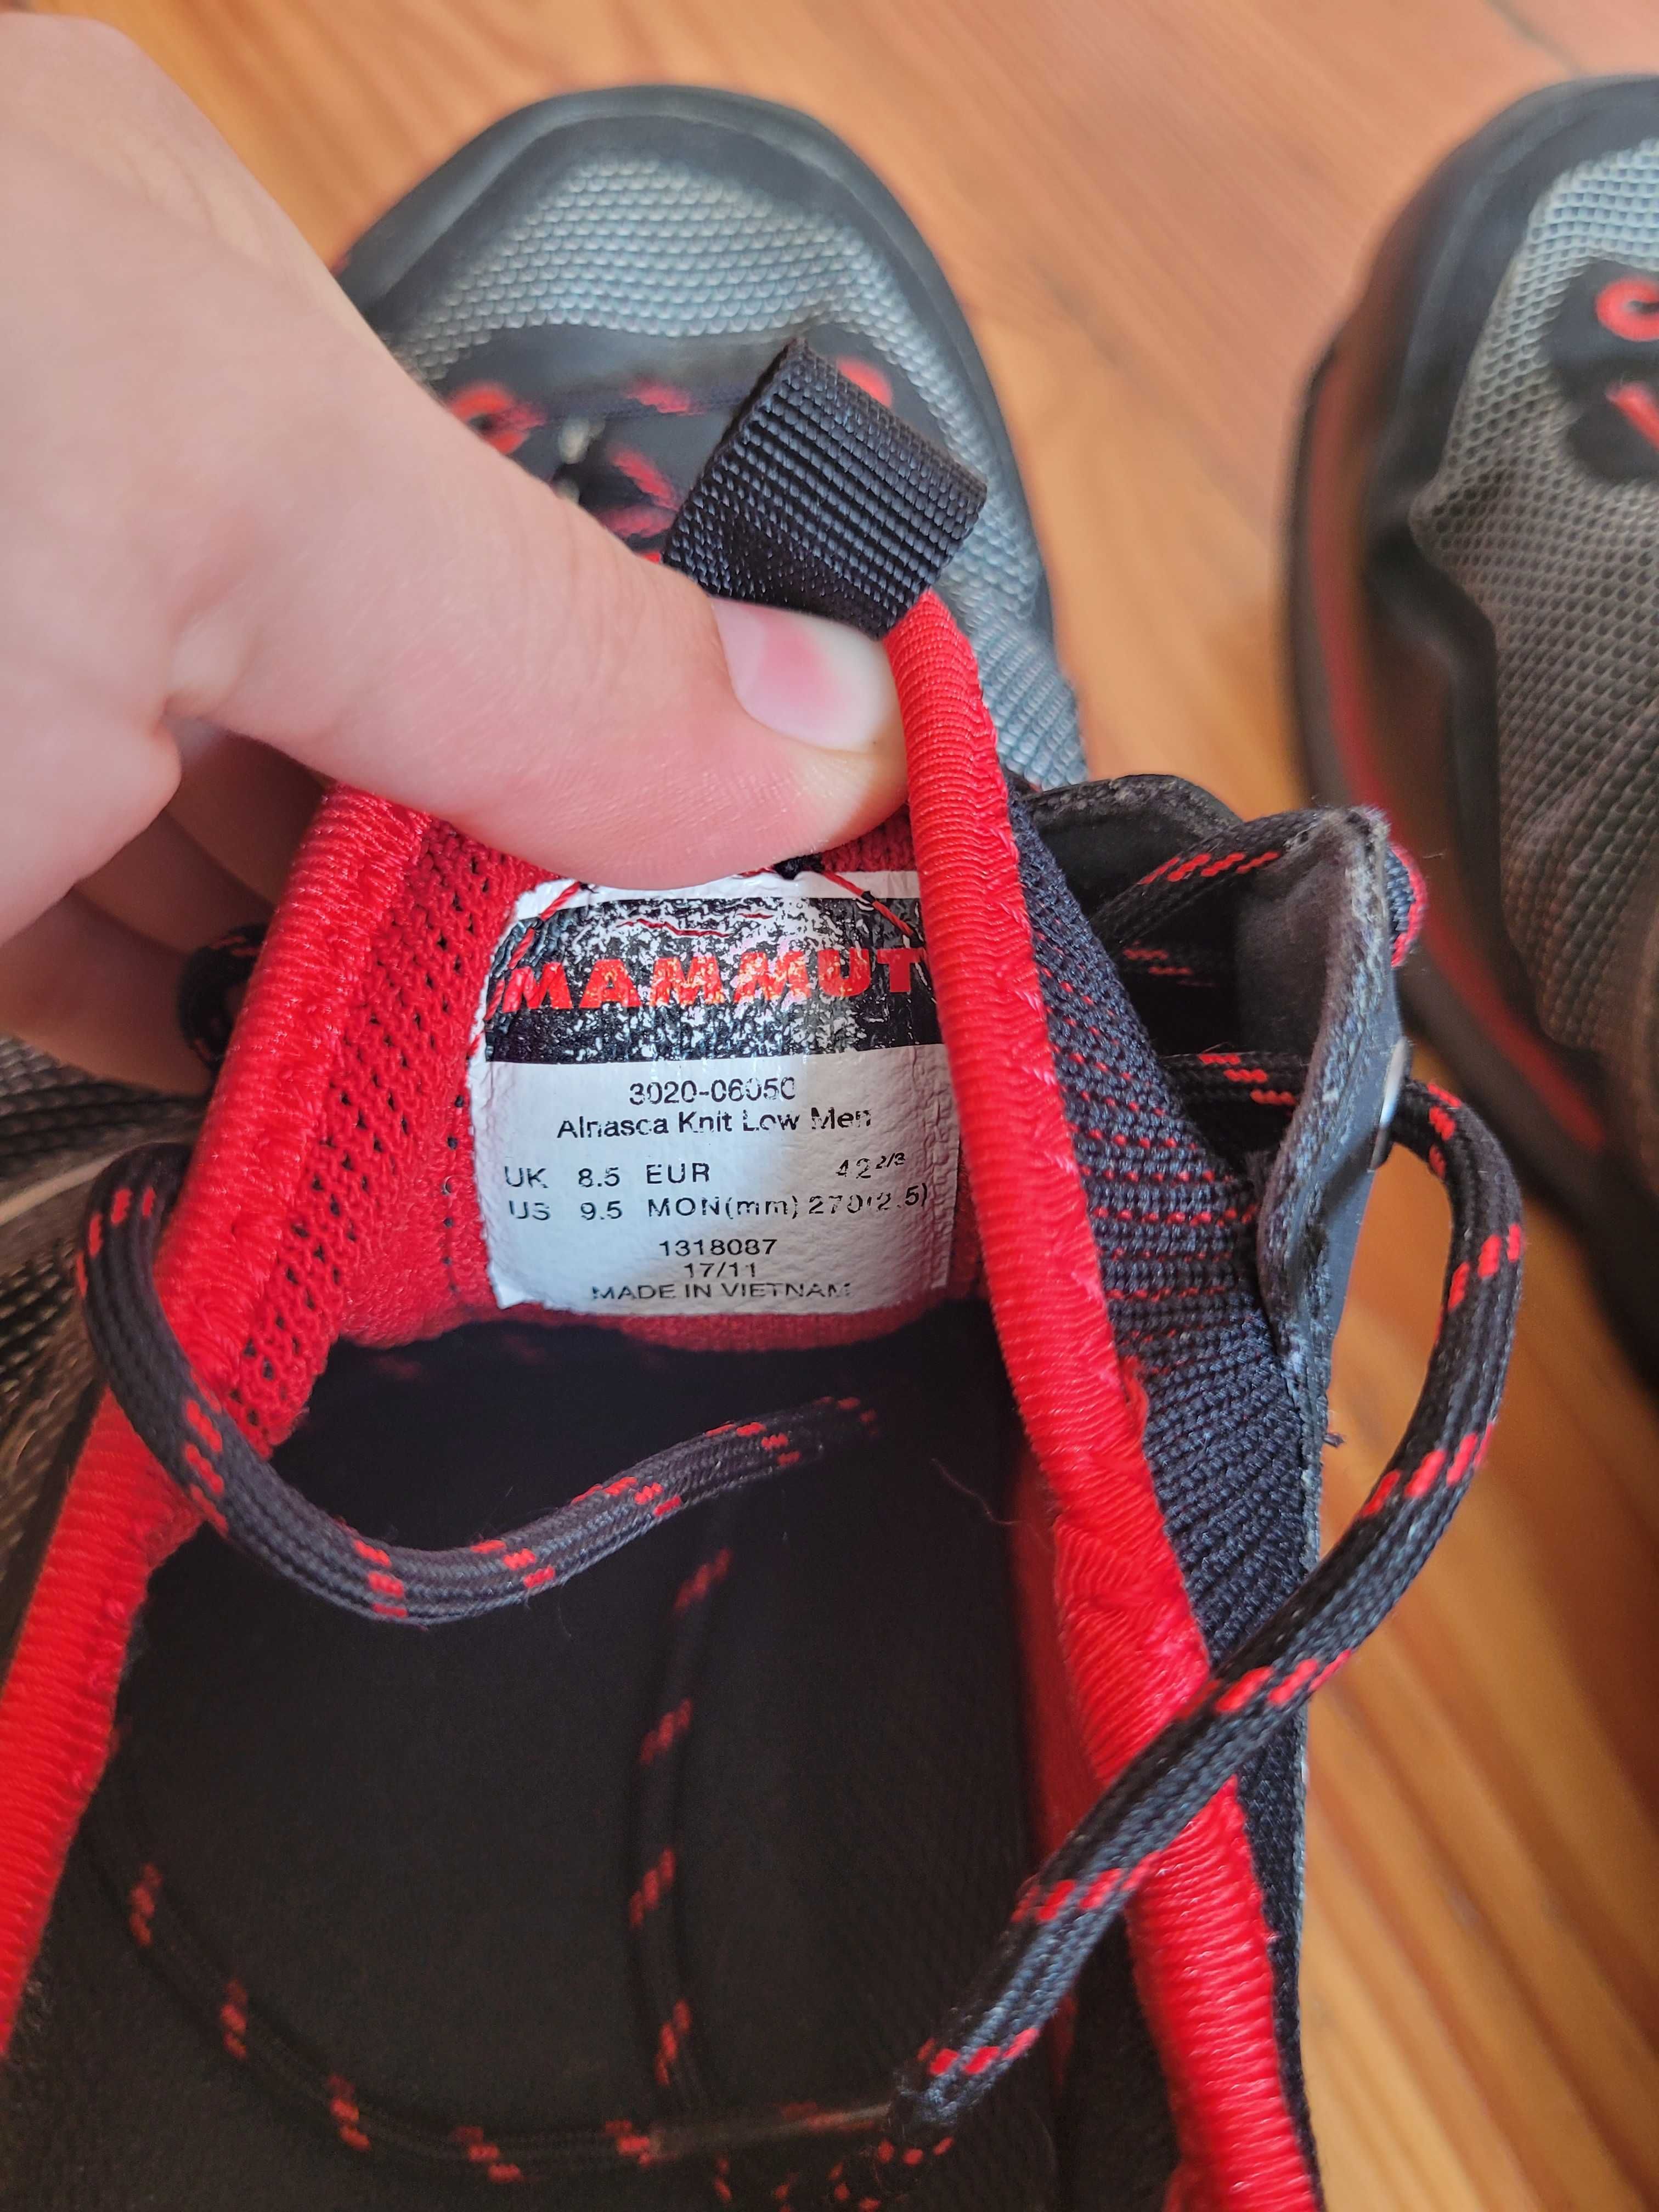 MAMMUT
3020-06050
Alnasca Knit Low Men
UK 8.5 EUR 42 2/3
US 9.5 MON(mm) 270(2.5)
1318087
17/11
MADE IN VIETNAM